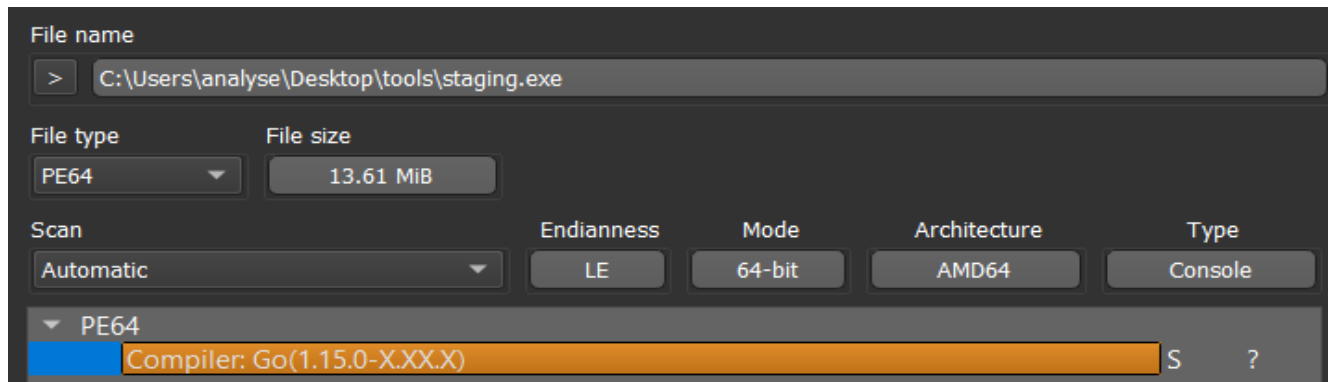 File name
> C:\Users\analyse\Desktop\tools\staging.exe
File type File size
PE64 13.61 MiB
Scan Endianness Mode Architecture Type
Automatic LE 64-bit AMD64 Console
PE64
Compiler: Go(1.15.0-X.XX.X) S ?